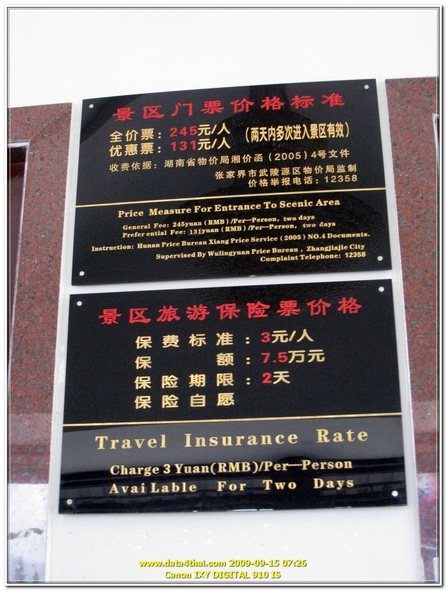 景区门票价格标准
全价票：245元/人 （两天内多次进入景区有效）
优惠票：131元/人
收费依据：湖南省物价局湘价函（2005）4号文件
张家界市武陵源区物价局监制
价格举报电话：12358
Price Measure For Entrance To Scenic Area
General Fee: 245yuan (RMB) /Per—Person, two days
Prefer ential Fee: 131yuan (RMB) /Per—Person, two days
Instruction: Hunan Price Bureau Xiang Price Service (2005) NO.4 Documents.
Supervised By Wulingyuan Price Bureau , Zhangjiajie City
Complaint Telephone: 12358
景区旅游保险票价格
保费标准：3元/人
保额：7.5万元
保险期限：2天
保险自愿
Travel Insurance Rate
Charge 3 Yuan(RMB)/Per—Person
Avai Lable For Two Days
www.data4thai.com 2009-09-15 07:26
Canon IXY DIGITAL 910 IS